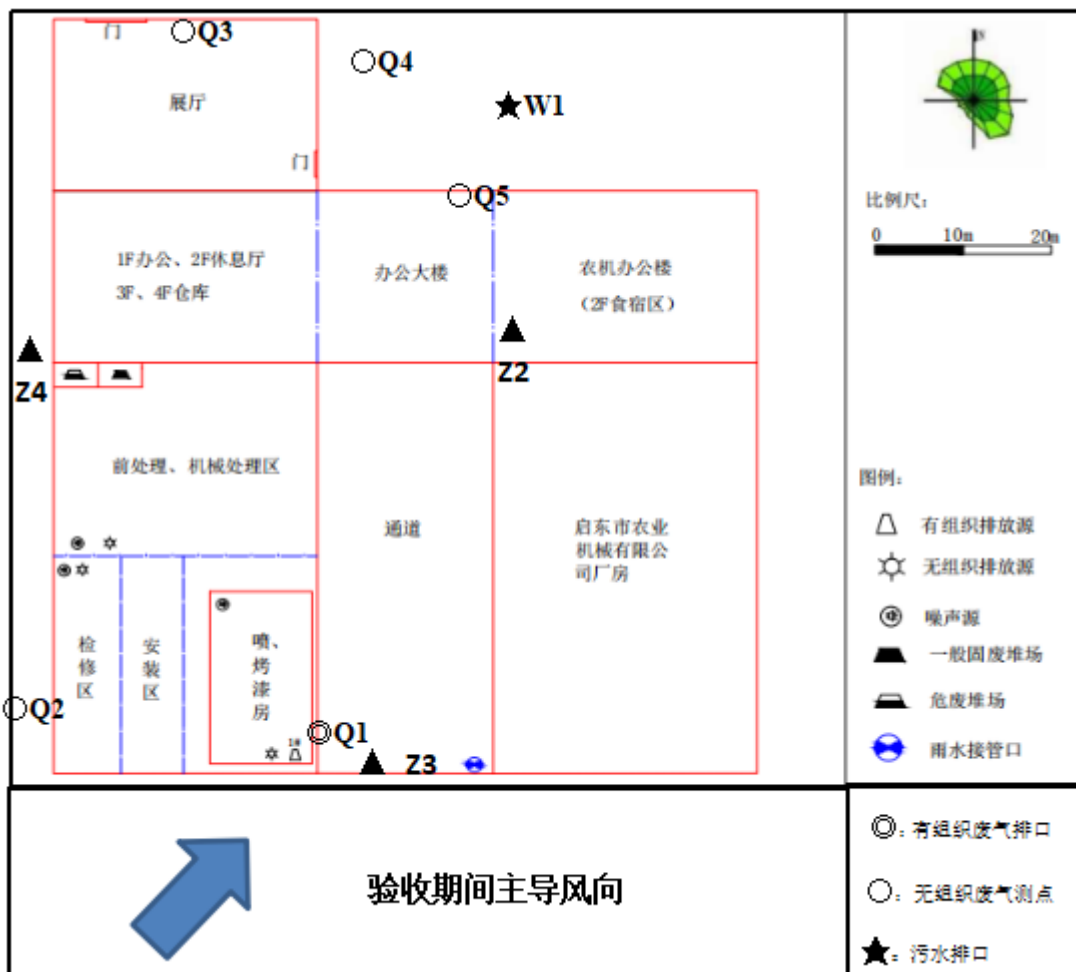 门
Q3
Q4
展厅
W1
门
Q5
1F办公、2F休息厅
3F、4F仓库
办公大楼
农机办公楼
（2F食宿区）
Z4
Z2
前处理、机械处理区
通道
启东市农业
机械有限公
司厂房
检修区
安装区
喷、烤漆房
Q2
1#
Q1
Z3
N
比例尺：
0 10m 20m
图例：
有组织排放源
无组织排放源
噪声源
一般固废堆场
危废堆场
雨水接管口
验收期间主导风向
：有组织废气排口
：无组织废气测点
：污水排口